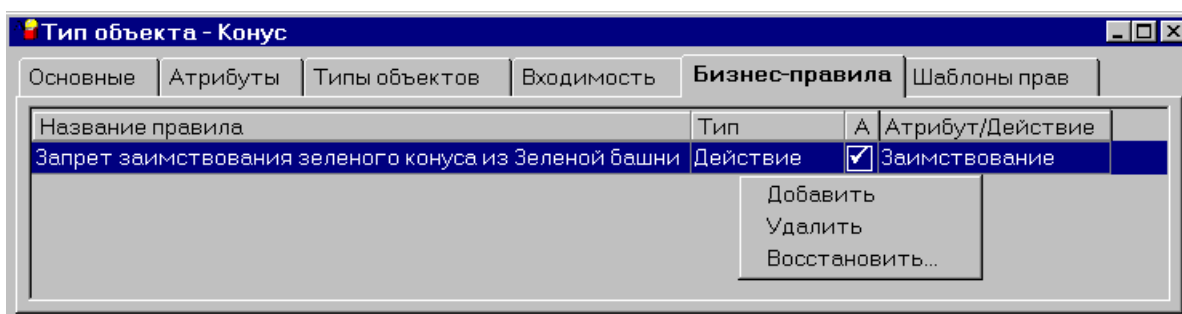 Тип объекта - Конус
Основные Атрибуты Типы объектов Входимость Бизнес-правила Шаблоны прав
Название правила Тип А Атрибут/Действие
Запрет заимствования зеленого конуса из Зеленой башни Действие Заимствование
Добавить
Удалить
Восстановить...